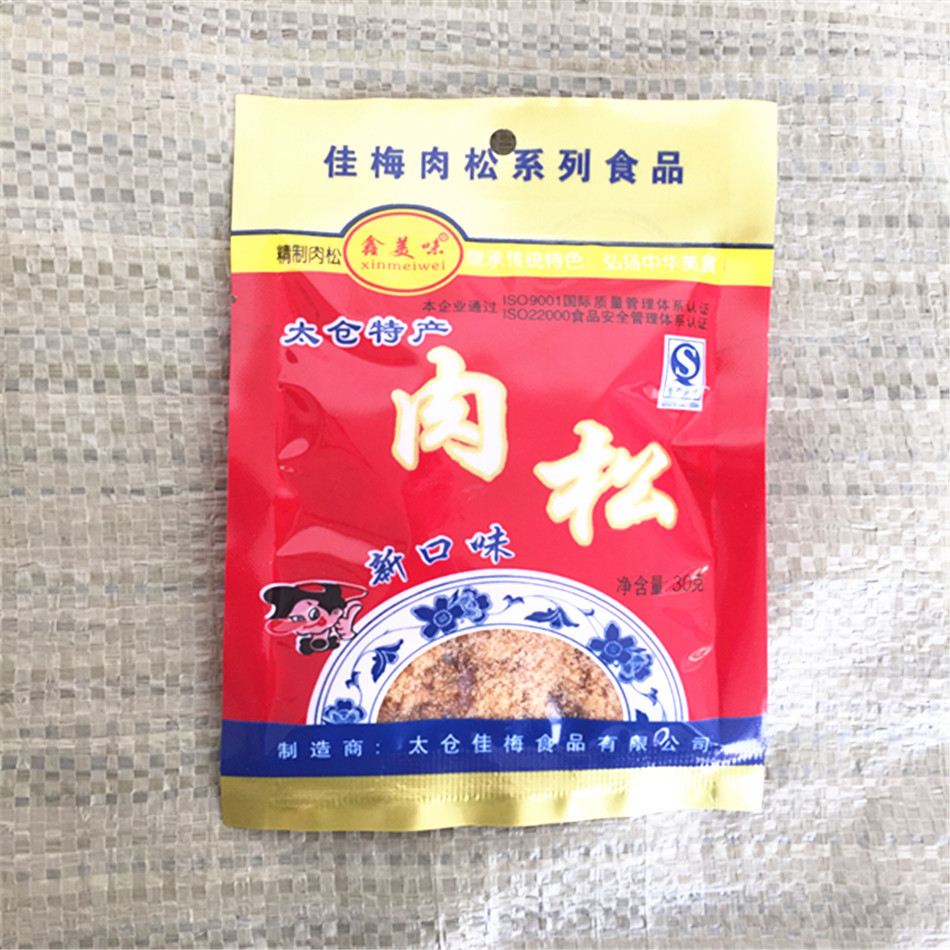 佳梅肉松系列食品
精制肉松
鑫美味®
xinmeiwei
继承传统特色 弘扬中华美食
本企业通过
ISO9001国际质量管理体系认证
ISO22000食品安全管理体系认证
太仓特产
肉松
新口味
净含量 30克
制造商：太仓佳梅食品有限公司